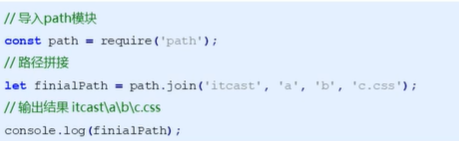 // 导入path模块
const path = require('path');
// 路径拼接
let finialPath = path.join('itcast', 'a', 'b', 'c.css');
// 输出结果 itcast\a\b\c.css
console.log(finialPath);